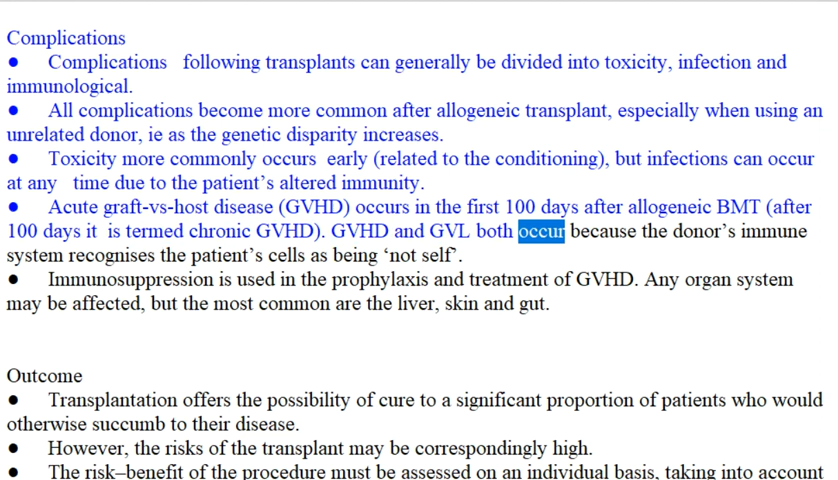 Complications
● Complications following transplants can generally be divided into toxicity, infection and
immunological.
● All complications become more common after allogeneic transplant, especially when using an
unrelated donor, ie as the genetic disparity increases.
● Toxicity more commonly occurs early (related to the conditioning), but infections can occur
at any time due to the patient’s altered immunity.
● Acute graft-vs-host disease (GVHD) occurs in the first 100 days after allogeneic BMT (after
100 days it is termed chronic GVHD). GVHD and GVL both occur because the donor’s immune
system recognises the patient’s cells as being ‘not self’.
● Immunosuppression is used in the prophylaxis and treatment of GVHD. Any organ system
may be affected, but the most common are the liver, skin and gut.
Outcome
● Transplantation offers the possibility of cure to a significant proportion of patients who would
otherwise succumb to their disease.
● However, the risks of the transplant may be correspondingly high.
● The risk–benefit of the procedure must be assessed on an individual basis, taking into account